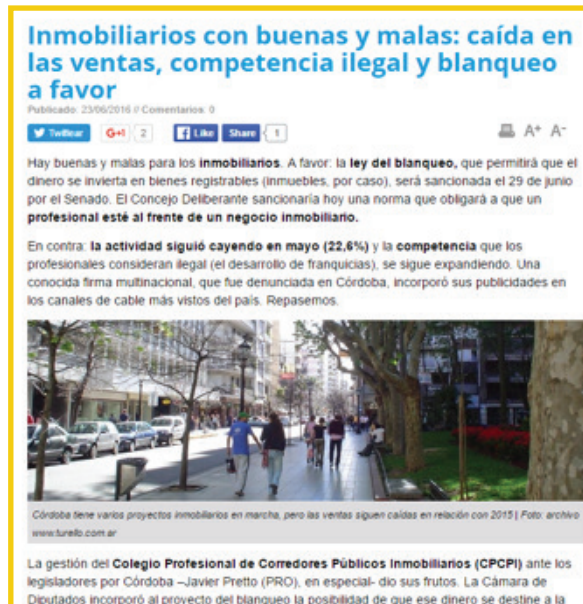 Inmobiliarios con buenas y malas: caída en
las ventas, competencia ilegal y blanqueo
a favor
Publicado: 23/06/2016 // Comentarios: 0
Twittear G+1 2 Like Share 1 A+ A-
Hay buenas y malas para los inmobiliarios. A favor: la ley del blanqueo, que permitirá que el
dinero se invierta en bienes registrables (inmuebles, por caso), será sancionada el 29 de junio
por el Senado. El Concejo Deliberante sancionaría hoy una norma que obligará a que un
profesional esté al frente de un negocio inmobiliario.
En contra: la actividad siguió cayendo en mayo (22,6%) y la competencia que los
profesionales consideran ilegal (el desarrollo de franquicias), se sigue expandiendo. Una
conocida firma multinacional, que fue denunciada en Córdoba, incorporó sus publicidades en
los canales de cable más vistos del país. Repasemos.
Córdoba tiene varios proyectos inmobiliarios en marcha, pero las ventas siguen caídas en relación con 2015 | Foto: archivo
www.turello.com.ar
La gestión del Colegio Profesional de Corredores Públicos Inmobiliarios (CPCPI) ante los
legisladores por Córdoba –Javier Pretto (PRO), en especial- dio sus frutos. La Cámara de
Diputados incorporó al proyecto del blanqueo la posibilidad de que ese dinero se destine a la